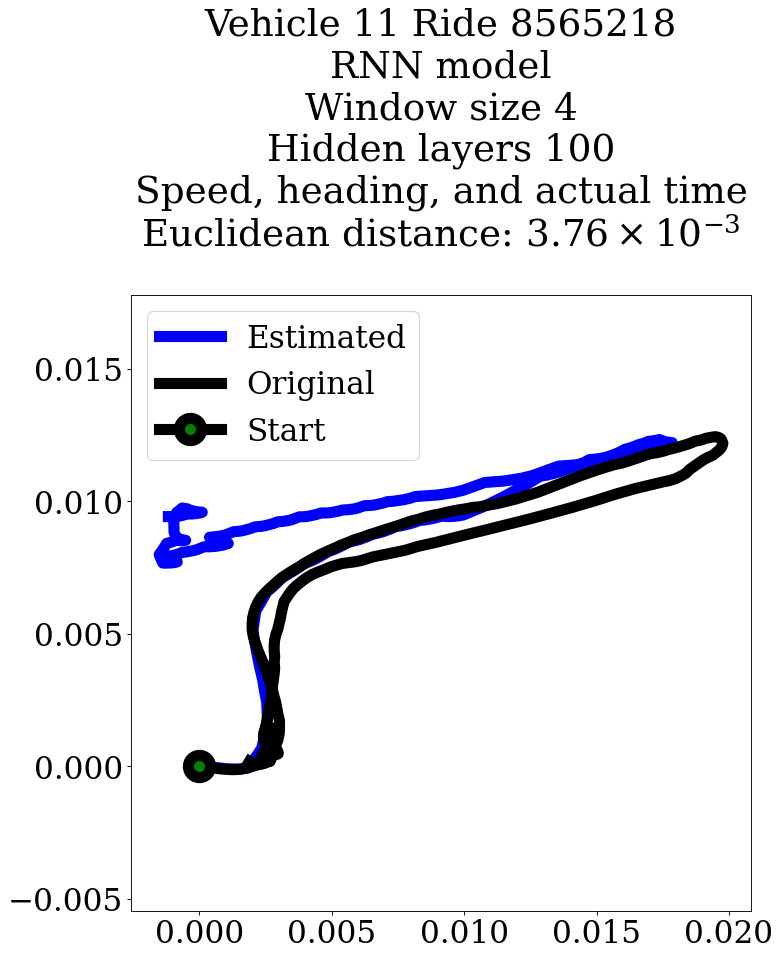 Vehicle 11 Ride 8565218
RNN model
Window size 4
Hidden layers 100
Speed, heading, and actual time
Euclidean distance: 3.76 × 10⁻³
Estimated
Original
Start
0.015
0.010
0.005
0.000
−0.005
0.000 0.005 0.010 0.015 0.020